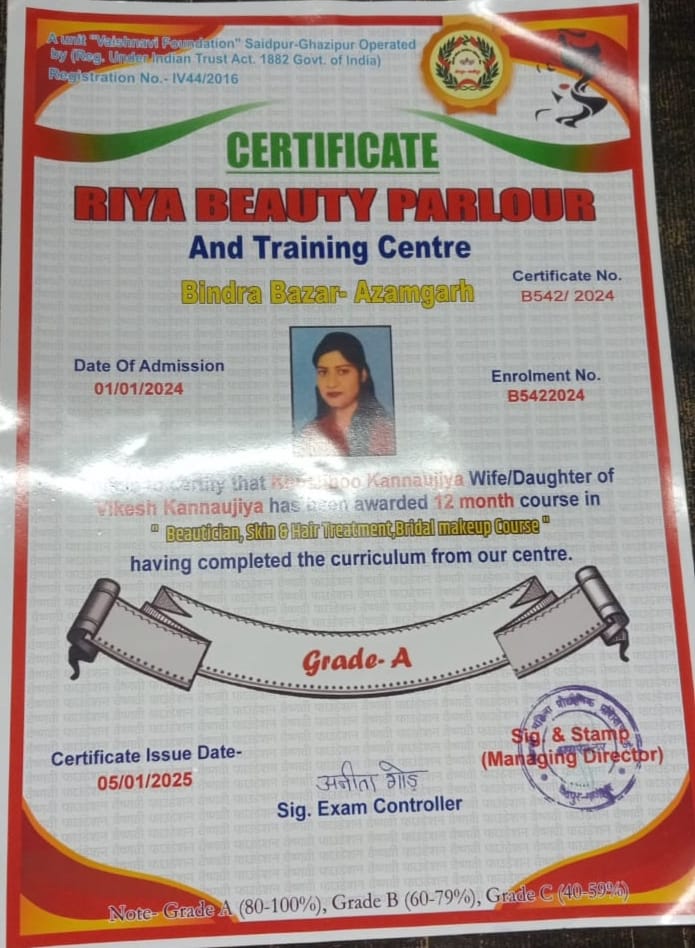 A unit "Vaishnavi Foundation" Saidpur-Ghazipur Operated
by (Reg. Under Indian Trust Act. 1882 Govt. of India)
Registration No.- IV44/2016
CERTIFICATE
RIYA BEAUTY PARLOUR
And Training Centre
Bindra Bazar- Azamgarh
Certificate No.
B542/ 2024
Date Of Admission
01/01/2024
Enrolment No.
B5422024
to certify that Khushboo Kannaujiya Wife/Daughter of
Vikesh Kannaujiya has been awarded 12 month course in
" Beautician, Skin & Hair Treatment,Bridal makeup Course "
having completed the curriculum from our centre.
Grade- A
Certificate Issue Date-
05/01/2025
अनीता गोड़
Sig. Exam Controller
Sig. & Stamp
(Managing Director)
Note- Grade A (80-100%), Grade B (60-79%), Grade C (40-59%)